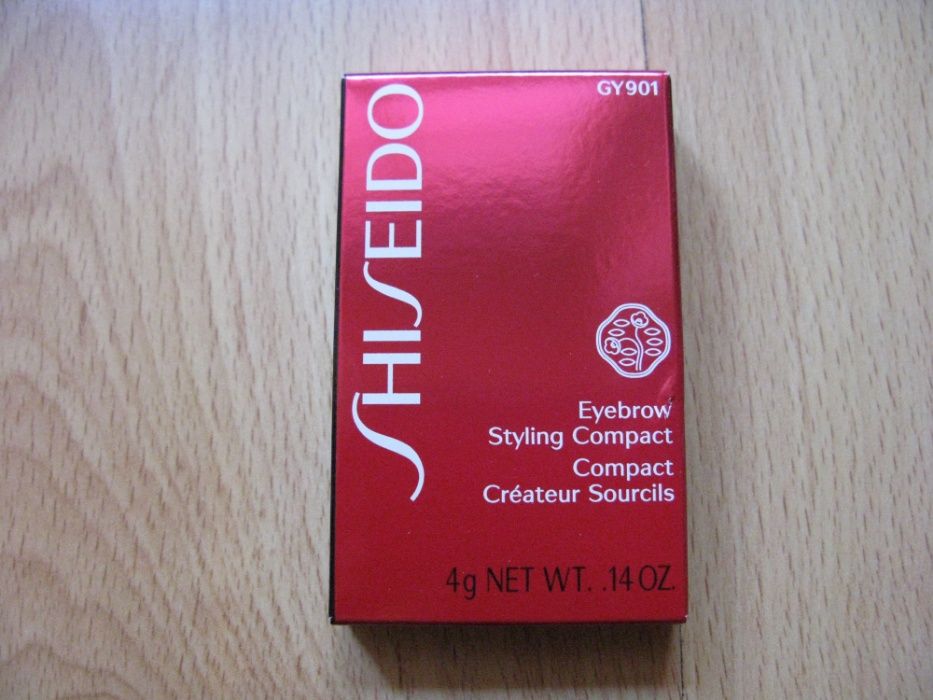 GY901
SHISEIDO
Eyebrow
Styling Compact
Compact
Créateur Sourcils
4g NET WT. .14 OZ.